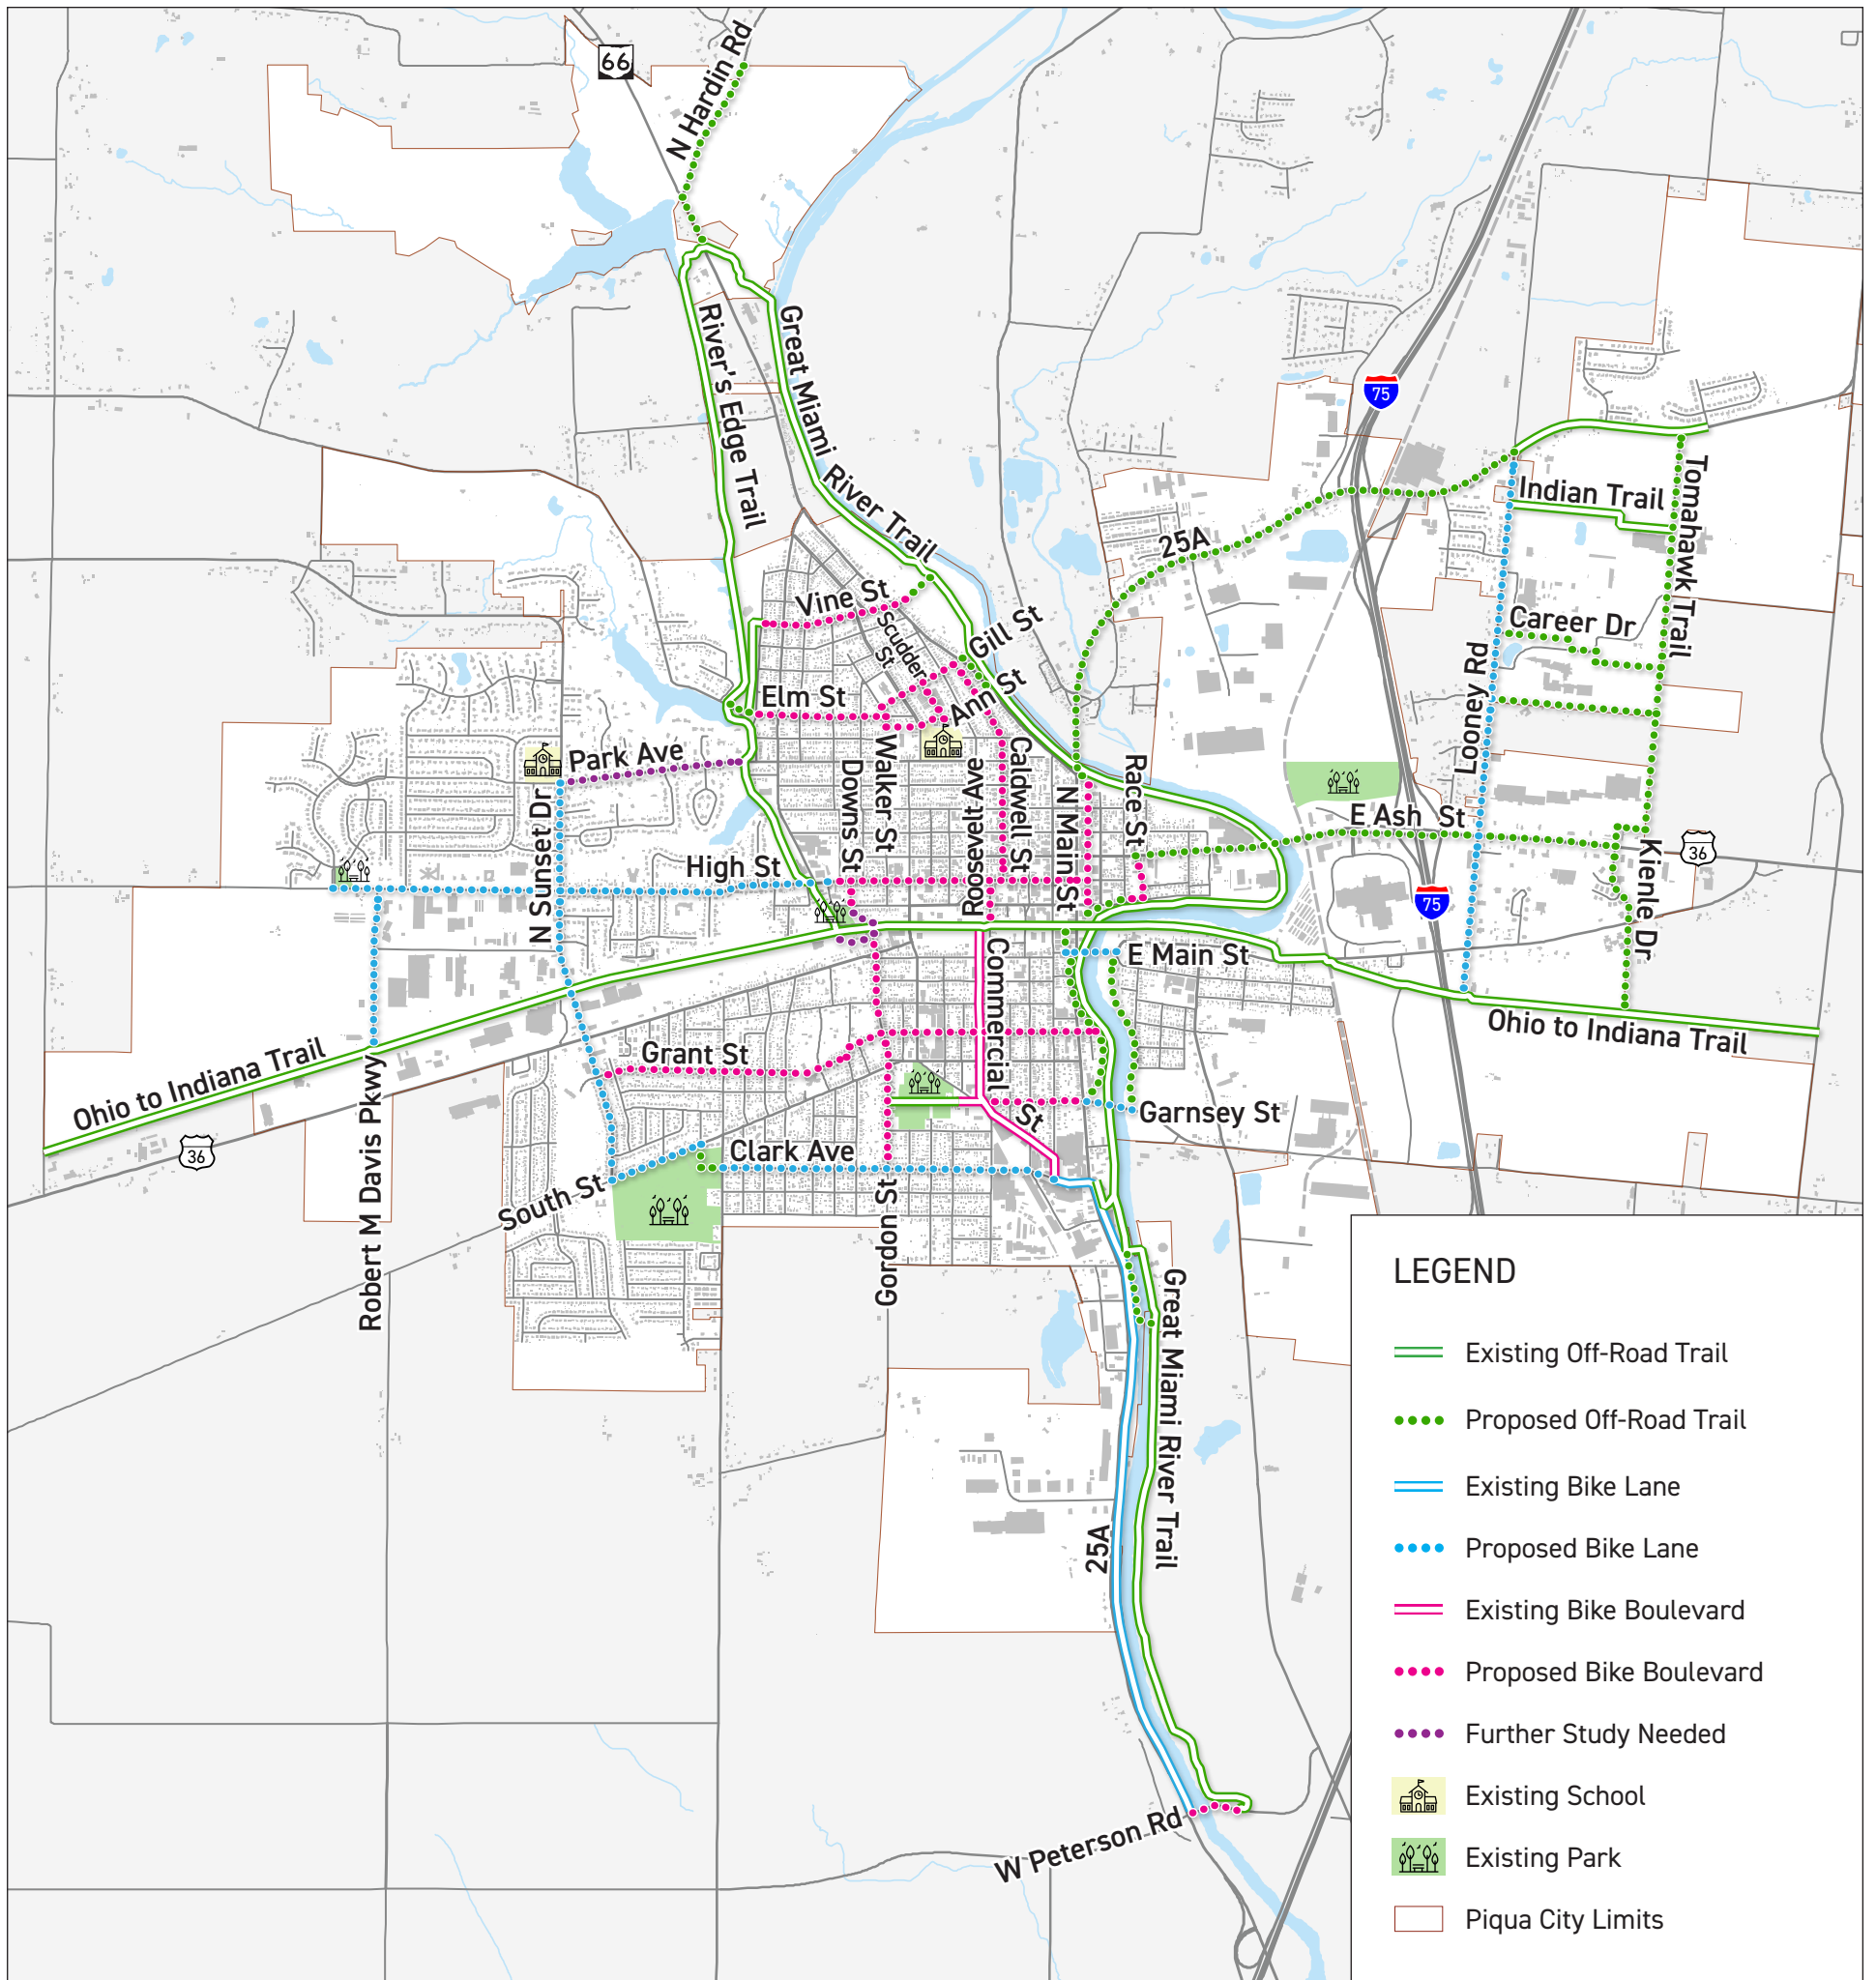 66
N Hardin Rd
River's Edge Trail
Great Miami River Trail
75
Indian Trail
Tomahawk Trail
25A
Vine St
Scudder St
Gill St
Career Dr
Ann St
Elm St
Looney Rd
Park Ave
Walker St
Downs St
Roosevelt Ave
Caldwell St
N Main St
Race St
E Ash St
36
N Sunset Dr
High St
Kienle Dr
75
E Main St
Commercial St
Ohio to Indiana Trail
Grant St
Ohio to Indiana Trail
Robert M Davis Pkwy
Garnsey St
36
Clark Ave
South St
Gordon St
Great Miami River Trail
25A
W Peterson Rd
LEGEND
Existing Off-Road Trail
Proposed Off-Road Trail
Existing Bike Lane
Proposed Bike Lane
Existing Bike Boulevard
Proposed Bike Boulevard
Further Study Needed
Existing School
Existing Park
Piqua City Limits